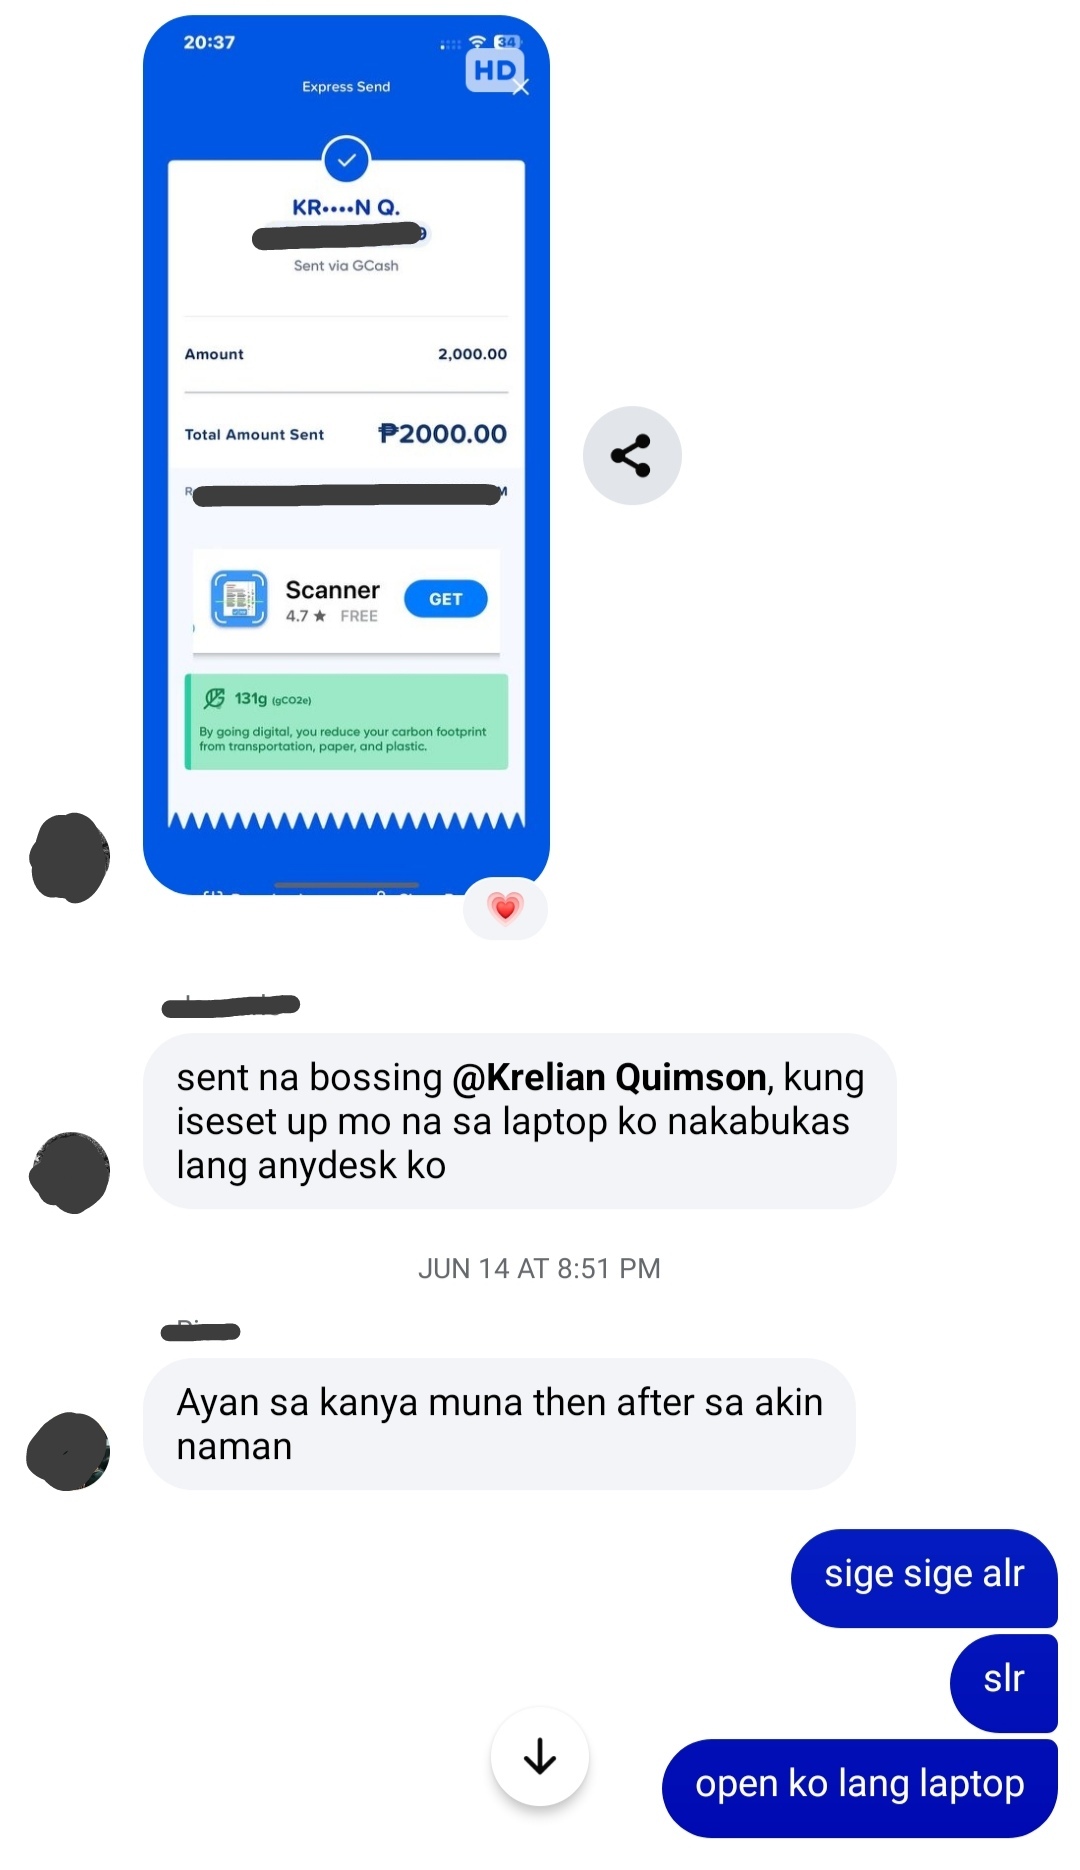 20:37
34
HD
Express Send
KR••••N Q.
Sent via GCash
Amount 2,000.00
Total Amount Sent ₱2000.00
Scanner
4.7 ★ FREE
GET
131g (gCO2e)
By going digital, you reduce your carbon footprint
from transportation, paper, and plastic.
sent na bossing @Krelian Quimson, kung
iseset up mo na sa laptop ko nakabukas
lang anydesk ko
JUN 14 AT 8:51 PM
Ayan sa kanya muna then after sa akin
naman
sige sige alr
slr
open ko lang laptop